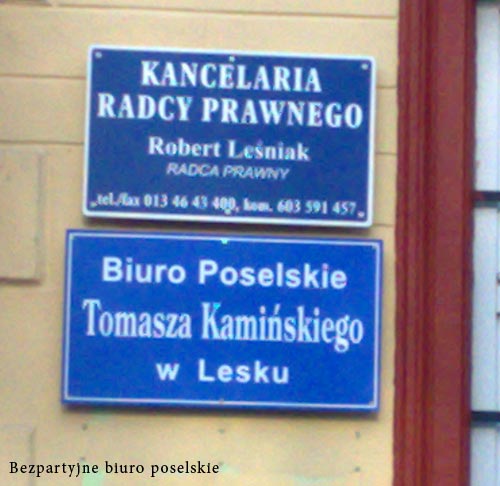 KANCELARIA
RADCY PRAWNEGO
Robert Leśniak
RADCA PRAWNY
tel./fax 013 46 43 400, kom. 603 591 457
Biuro Poselskie
Tomasza Kamińskiego
w Lesku
Bezpartyjne biuro poselskie